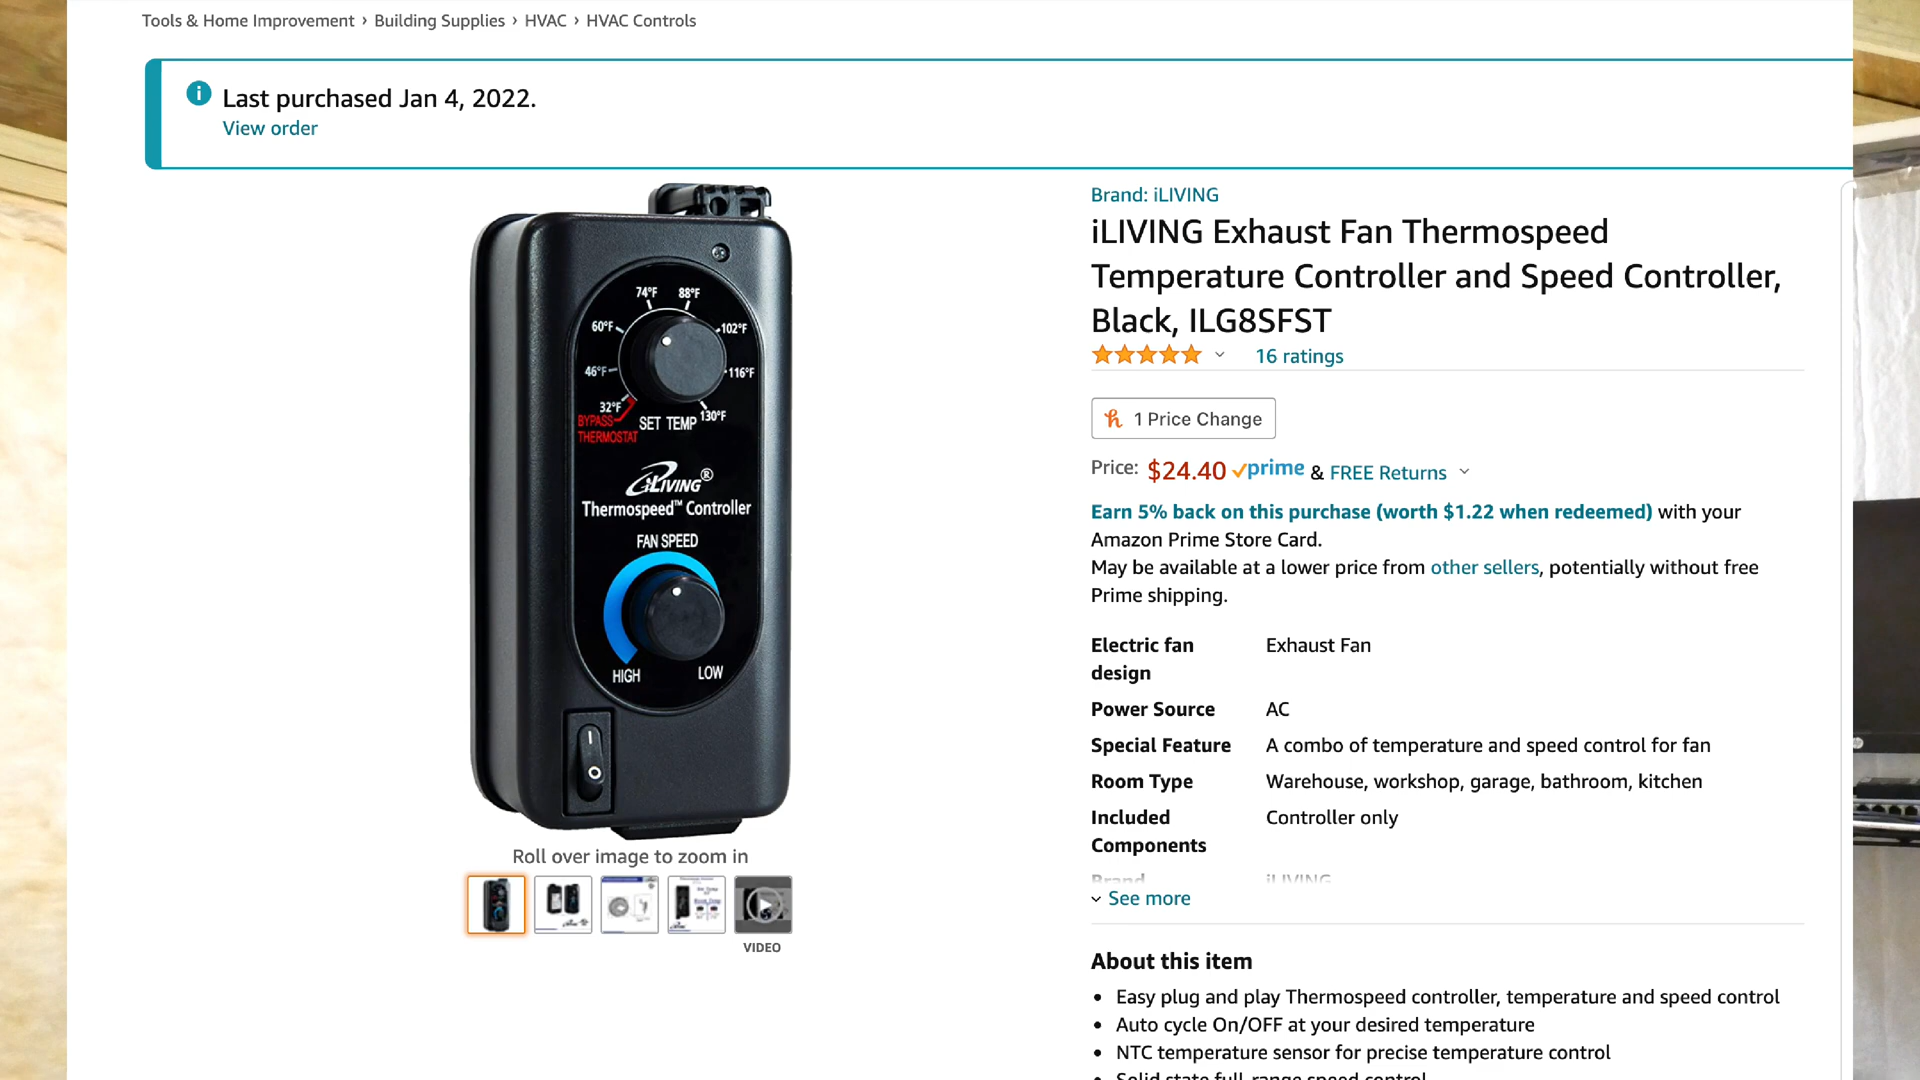 Tools & Home Improvement › Building Supplies › HVAC › HVAC Controls
Last purchased Jan 4, 2022.
View order
74°F 88°F
60°F 102°F
46°F 116°F
32°F 130°F
BYPASS THERMOSTAT
SET TEMP
iLIVING®
Thermospeed™ Controller
FAN SPEED
HIGH LOW
Roll over image to zoom in
VIDEO
Brand: iLIVING
iLIVING Exhaust Fan Thermospeed
Temperature Controller and Speed Controller,
Black, ILG8SFST
16 ratings
1 Price Change
Price: $24.40 prime & FREE Returns
Earn 5% back on this purchase (worth $1.22 when redeemed) with your
Amazon Prime Store Card.
May be available at a lower price from other sellers, potentially without free
Prime shipping.
Electric fan design Exhaust Fan
Power Source AC
Special Feature A combo of temperature and speed control for fan
Room Type Warehouse, workshop, garage, bathroom, kitchen
Included Components Controller only
Brand iLIVING
See more
About this item
• Easy plug and play Thermospeed controller, temperature and speed control
• Auto cycle On/OFF at your desired temperature
• NTC temperature sensor for precise temperature control
• Solid state full-range speed control